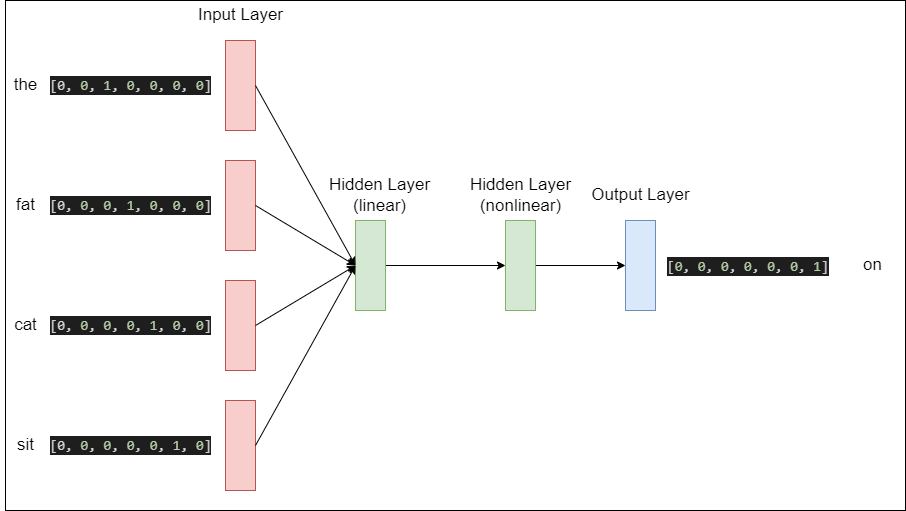 Input Layer
the [0, 0, 1, 0, 0, 0, 0]
fat [0, 0, 0, 1, 0, 0, 0]
Hidden Layer
(linear)
Hidden Layer
(nonlinear)
Output Layer
[0, 0, 0, 0, 0, 0, 1] on
cat [0, 0, 0, 0, 1, 0, 0]
sit [0, 0, 0, 0, 0, 1, 0]